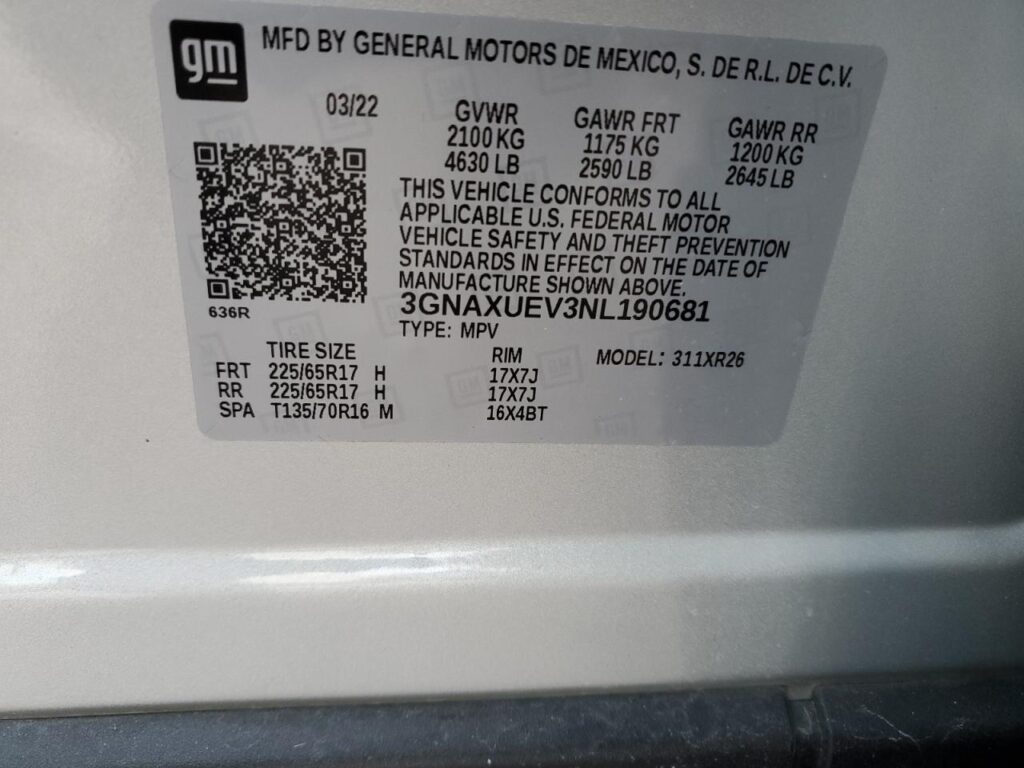 gm
MFD BY GENERAL MOTORS DE MEXICO, S. DE R.L. DE C.V.
03/22 GVWR GAWR FRT GAWR RR
2100 KG 1175 KG 1200 KG
4630 LB 2590 LB 2645 LB
THIS VEHICLE CONFORMS TO ALL
APPLICABLE U.S. FEDERAL MOTOR
VEHICLE SAFETY AND THEFT PREVENTION
STANDARDS IN EFFECT ON THE DATE OF
MANUFACTURE SHOWN ABOVE.
3GNAXUEV3NL190681
636R
TYPE: MPV
TIRE SIZE RIM MODEL: 311XR26
FRT 225/65R17 H 17X7J
RR 225/65R17 H 17X7J
SPA T135/70R16 M 16X4BT